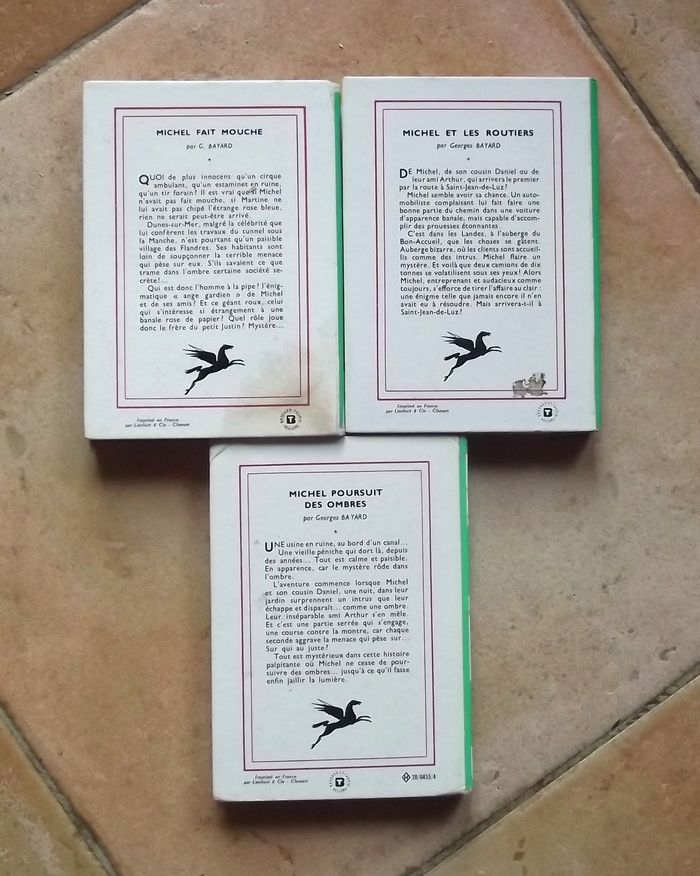 MICHEL FAIT MOUCHE
par G. BAYARD
QUOI de plus innocent qu'un cirque
ambulant, qu'un estaminet en ruine,
qu'un tir forain? Il est vrai que si Michel
n'avait pas fait mouche, si Martine ne
lui avait pas chipé l'étrange rose bleue,
rien ne serait peut-être arrivé.
Dunes-sur-Mer, malgré la célébrité que
lui confèrent les travaux du tunnel sous
la Manche, n'est pourtant qu'un paisible
village des Flandres. Ses habitants sont
loin de soupçonner la terrible menace
qui pèse sur eux. S'ils savaient ce que
trame dans l'ombre certaine société se-
crète!...
Qui est donc l'homme à la pipe? l'énig-
matique « ange gardien » de Michel
et de ses amis? Et ce géant roux, celui
qui s'intéresse si étrangement à une
banale rose de papier? Quel rôle joue
donc le frère du petit Justin? Mystère...
Imprimé en France
par Lienhart & Cie - Clamart
MICHEL ET LES ROUTIERS
par Georges BAYARD
DE Michel, de son cousin Daniel ou de
leur ami Arthur, qui arrivera le premier
par la route à Saint-Jean-de-Luz?
Michel semble avoir sa chance. Un au-
tomobiliste complaisant lui fait faire une
bonne partie du chemin dans une voiture
d'apparence banale, mais capable d'accom-
plir des prouesses étonnantes.
C'est dans les Landes, à l'auberge du
Bon-Accueil, que les choses se gâtent.
Auberge bizarre, où les clients sont accueil-
lis comme des intrus. Michel flaire un
mystère. Et voilà que deux camions de dix
tonnes se volatilisent sous ses yeux! Alors
Michel, entreprenant et audacieux comme
toujours, s'efforce de tirer l'affaire au clair :
une énigme telle que jamais encore il n'en
avait eu à résoudre. Mais arrivera-t-il à
Saint-Jean-de-Luz?
Imprimé en France
par Lienhart & Cie - Clamart
MICHEL POURSUIT
DES OMBRES
par Georges BAYARD
UNE usine en ruine, au bord d'un canal...
Une vieille péniche qui dort là, depuis
des années... Tout est calme et paisible.
En apparence, car le mystère rôde dans
l'ombre.
L'aventure commence lorsque Michel
et son cousin Daniel, une nuit, dans leur
jardin surprennent un intrus que leur
échappe et disparaît... comme une ombre.
Leur inséparable ami Arthur s'en mêle.
Et c'est une partie serrée qui s'engage,
une course contre la montre, car chaque
seconde aggrave la menace qui pèse sur...
Sur qui au juste?
Tout est mystérieux dans cette histoire
palpitante où Michel ne cesse de pour-
suivre des ombres... jusqu'à ce qu'il fasse
enfin jaillir la lumière.
Imprimé en France
par Lienhart & Cie - Clamart
20/0455/4